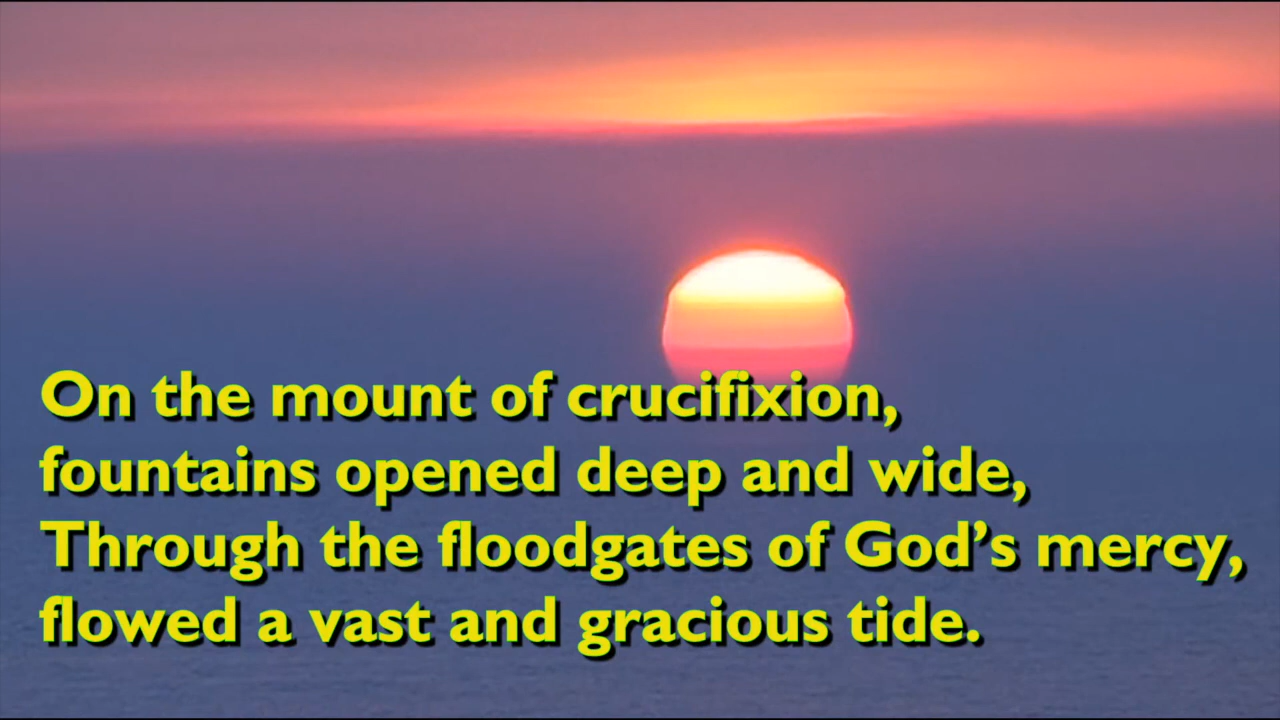 On the mount of crucifixion,
fountains opened deep and wide,
Through the floodgates of God’s mercy,
flowed a vast and gracious tide.